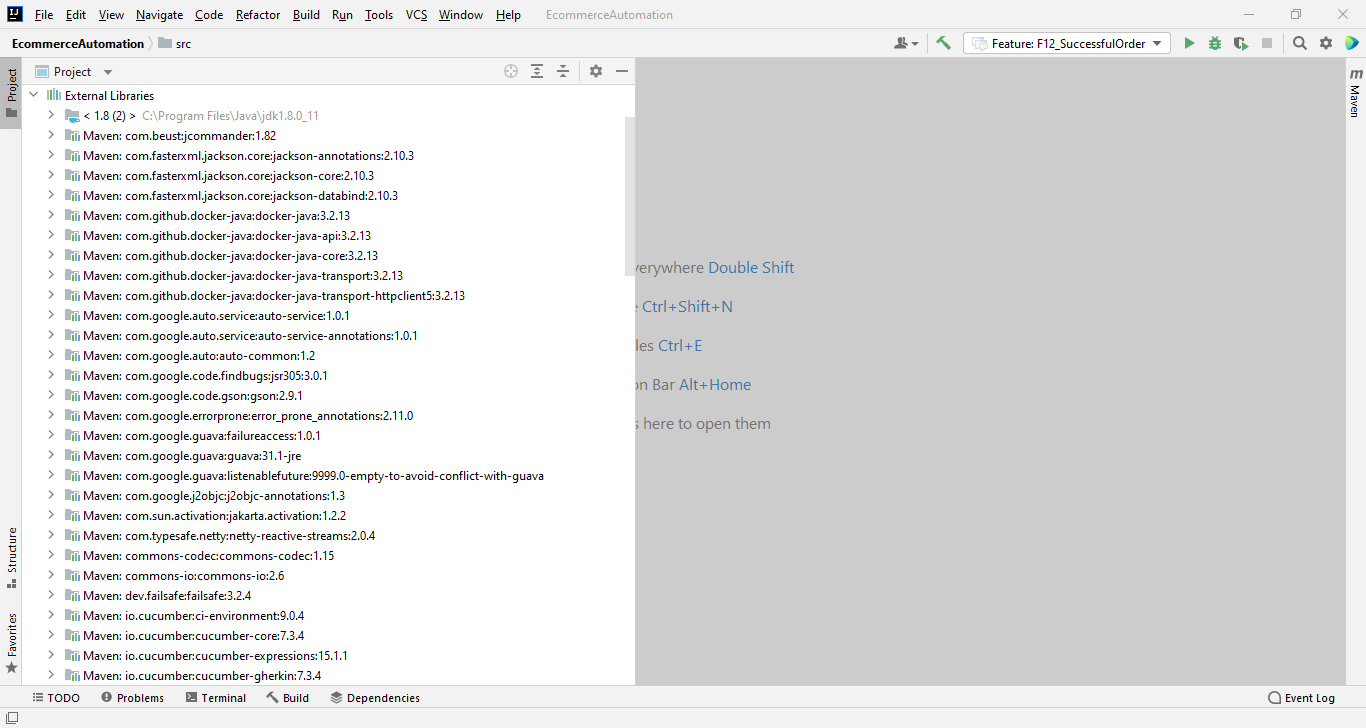 File Edit View Navigate Code Refactor Build Run Tools VCS Window Help EcommerceAutomation
EcommerceAutomation src Feature: F12_SuccessfulOrder
Project Project
External Libraries
< 1.8 (2) > C:\Program Files\Java\jdk1.8.0_11
Maven: com.beust:jcommander:1.82
Maven: com.fasterxml.jackson.core:jackson-annotations:2.10.3
Maven: com.fasterxml.jackson.core:jackson-core:2.10.3
Maven: com.fasterxml.jackson.core:jackson-databind:2.10.3
Maven: com.github.docker-java:docker-java:3.2.13
Maven: com.github.docker-java:docker-java-api:3.2.13
Maven: com.github.docker-java:docker-java-core:3.2.13
Maven: com.github.docker-java:docker-java-transport:3.2.13
Maven: com.github.docker-java:docker-java-transport-httpclient5:3.2.13
Maven: com.google.auto.service:auto-service:1.0.1
Maven: com.google.auto.service:auto-service-annotations:1.0.1
Maven: com.google.auto:auto-common:1.2
Maven: com.google.code.findbugs:jsr305:3.0.1
Maven: com.google.code.gson:gson:2.9.1
Maven: com.google.errorprone:error_prone_annotations:2.11.0
Maven: com.google.guava:failureaccess:1.0.1
Maven: com.google.guava:guava:31.1-jre
Maven: com.google.guava:listenablefuture:9999.0-empty-to-avoid-conflict-with-guava
Maven: com.google.j2objc:j2objc-annotations:1.3
Maven: com.sun.activation:jakarta.activation:1.2.2
Maven: com.typesafe.netty:netty-reactive-streams:2.0.4
Maven: commons-codec:commons-codec:1.15
Maven: commons-io:commons-io:2.6
Maven: dev.failsafe:failsafe:3.2.4
Maven: io.cucumber:ci-environment:9.0.4
Maven: io.cucumber:cucumber-core:7.3.4
Maven: io.cucumber:cucumber-expressions:15.1.1
Maven: io.cucumber:cucumber-gherkin:7.3.4
verywhere Double Shift
e Ctrl+Shift+N
les Ctrl+E
on Bar Alt+Home
s here to open them
m Maven
Structure
Favorites
TODO Problems Terminal Build Dependencies Event Log